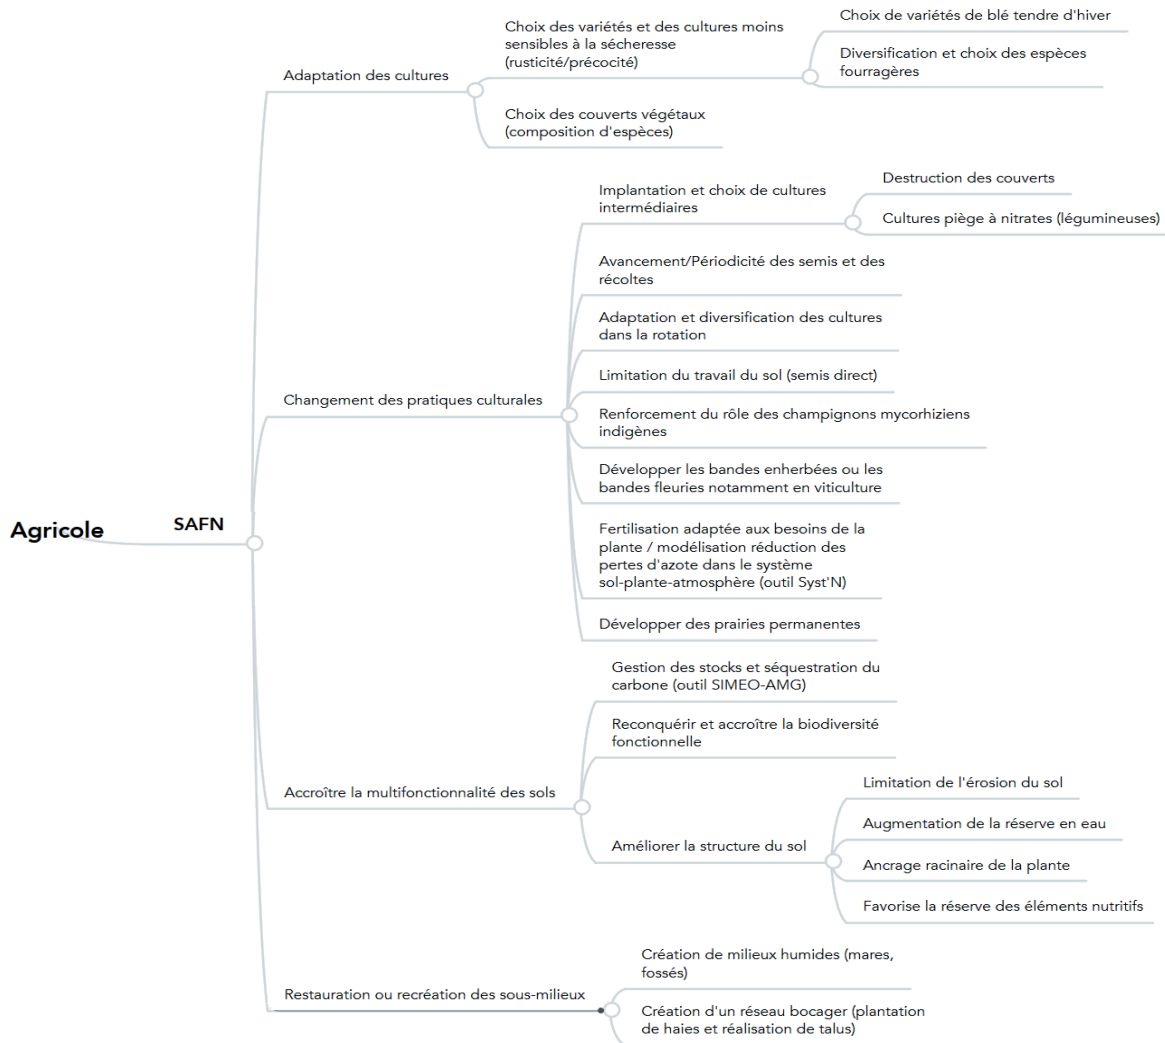 Agricole
SAFN
Adaptation des cultures
Choix des variétés et des cultures moins
sensibles à la sécheresse
(rusticité/précocité)
Choix de variétés de blé tendre d'hiver
Diversification et choix des espèces
fourragères
Choix des couverts végétaux
(composition d'espèces)
Changement des pratiques culturales
Implantation et choix de cultures
intermédiaires
Destruction des couverts
Cultures piège à nitrates (légumineuses)
Avancement/Périodicité des semis et des
récoltes
Adaptation et diversification des cultures
dans la rotation
Limitation du travail du sol (semis direct)
Renforcement du rôle des champignons mycorhiziens
indigènes
Développer les bandes enherbées ou les
bandes fleuries notamment en viticulture
Fertilisation adaptée aux besoins de la
plante / modélisation réduction des
pertes d'azote dans le système
sol-plante-atmosphère (outil Syst'N)
Développer des prairies permanentes
Accroître la multifonctionnalité des sols
Gestion des stocks et séquestration du
carbone (outil SIMEO-AMG)
Reconquérir et accroître la biodiversité
fonctionnelle
Améliorer la structure du sol
Limitation de l'érosion du sol
Augmentation de la réserve en eau
Ancrage racinaire de la plante
Favorise la réserve des éléments nutritifs
Restauration ou recréation des sous-milieux
Création de milieux humides (mares,
fossés)
Création d'un réseau bocager (plantation
de haies et réalisation de talus)